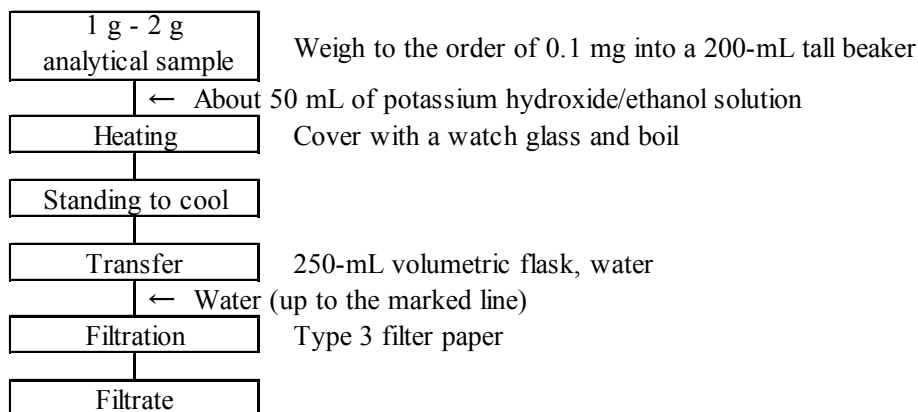 1 g - 2 g
analytical sample
Weigh to the order of 0.1 mg into a 200-mL tall beaker
← About 50 mL of potassium hydroxide/ethanol solution
Heating
Cover with a watch glass and boil
Standing to cool
Transfer
250-mL volumetric flask, water
← Water (up to the marked line)
Filtration
Type 3 filter paper
Filtrate